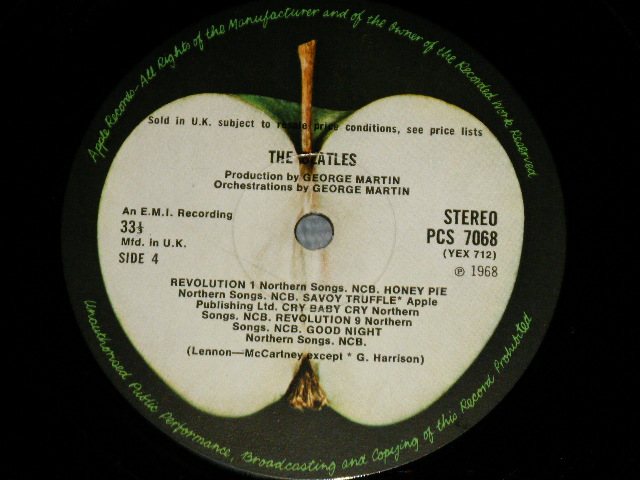 Apple Records-All Rights of the Manufacturer and of the Owner of the Recorded Work Reserved
Sold in U.K. subject to resale price conditions, see price lists
THE BEATLES
Production by GEORGE MARTIN
Orchestrations by GEORGE MARTIN
An E.M.I. Recording
33⅓
Mfd. in U.K.
SIDE 4
STEREO
PCS 7068
(YEX 712)
℗ 1968
REVOLUTION 1 Northern Songs. NCB. HONEY PIE
Northern Songs. NCB. SAVOY TRUFFLE* Apple
Publishing Ltd. CRY BABY CRY Northern
Songs. NCB. REVOLUTION 9 Northern
Songs. NCB. GOOD NIGHT
Northern Songs. NCB.
(Lennon—McCartney except * G. Harrison)
Unauthorised Public Performance, Broadcasting and Copying of this Record Prohibited